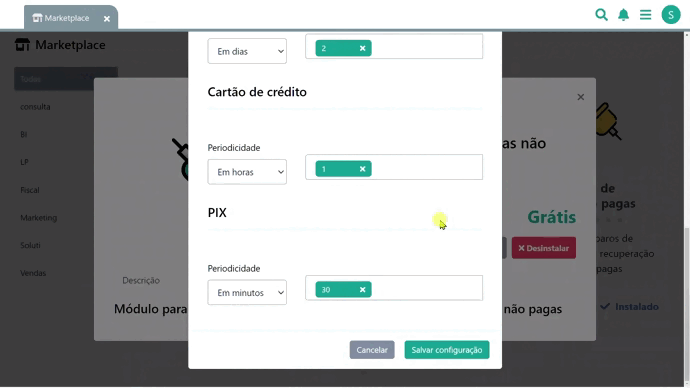 Marketplace
S
Marketplace
Todas
consulta
BI
LP
Fiscal
Marketing
Soluti
Vendas
Em dias
2
Cartão de crédito
Periodicidade
Em horas
1
PIX
Periodicidade
Em minutos
30
Cancelar
Salvar configuração
as não
Grátis
Desinstalar
Descrição
Módulo para
não pagas
de
pagas
paros de
recuperação
pagas
Instalado